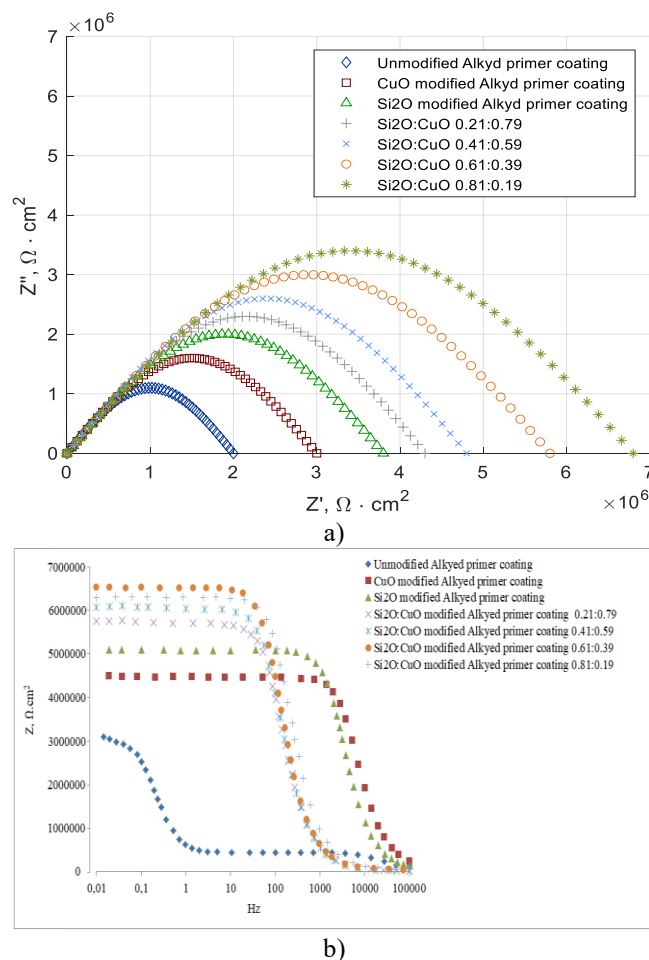 7
×10⁶
6
5
4
3
2
1
0
Z'', Ω · cm²
Unmodified Alkyd primer coating
CuO modified Alkyd primer coating
Si2O modified Alkyd primer coating
Si2O:CuO 0.21:0.79
Si2O:CuO 0.41:0.59
Si2O:CuO 0.61:0.39
Si2O:CuO 0.81:0.19
0 1 2 3 4 5 6 7
Z', Ω · cm²
×10⁶
a)
7000000
6000000
5000000
4000000
3000000
2000000
1000000
0
Z, Ω.cm²
Unmodified Alkyed primer coating
CuO modified Alkyed primer coating
Si2O modified Alkyed primer coating
Si2O:CuO modified Alkyed primer coating 0.21:0.79
Si2O:CuO modified Alkyed primer coating 0.41:0.59
Si2O:CuO modified Alkyed primer coating 0.61:0.39
Si2O:CuO modified Alkyed primer coating 0.81:0.19
0,01 0,1 1 10 100 1000 10000 100000
Hz
b)